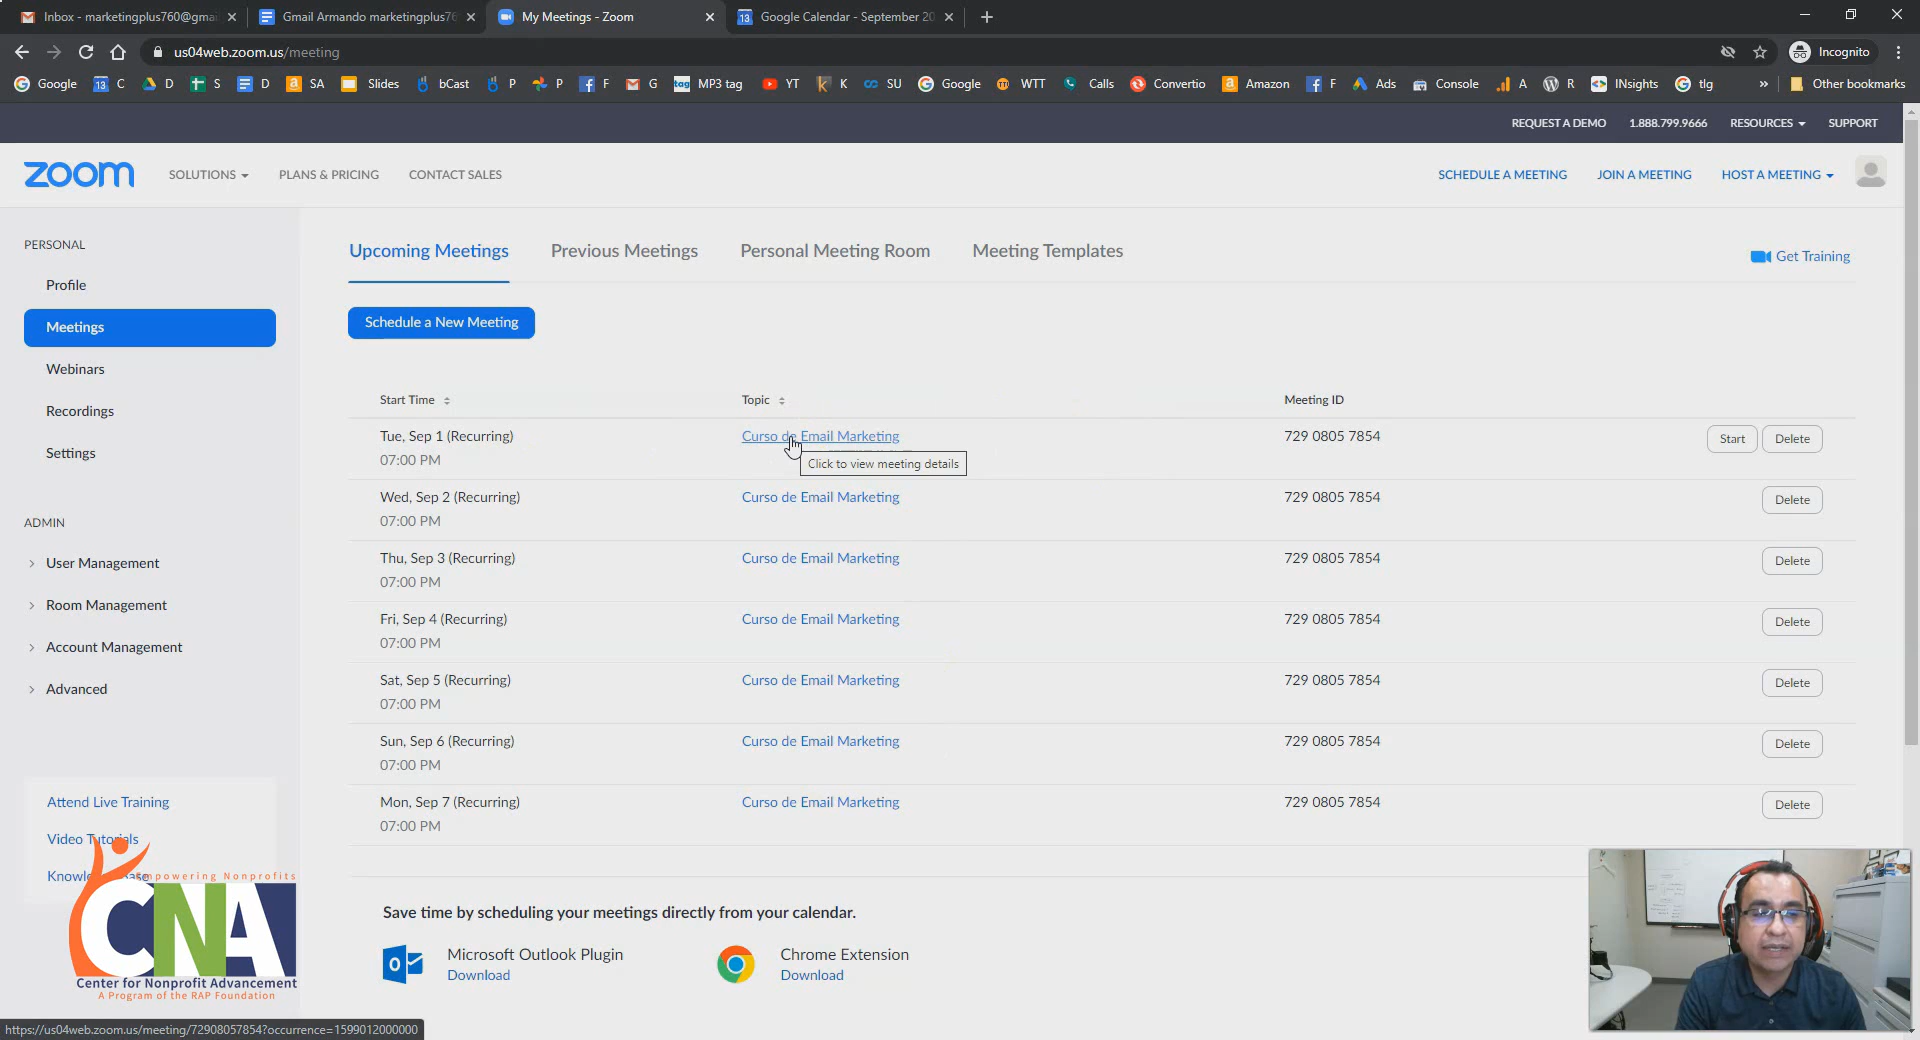 Inbox - marketingplus760@gma
Gmail Armando marketingplus76
My Meetings - Zoom
Google Calendar - September 20
us04web.zoom.us/meeting
Incognito
Google
C
D
S
D
SA
Slides
bCast
P
P
F
G
MP3 tag
YT
K
SU
Google
WTT
Calls
Convertio
Amazon
F
Ads
Console
A
R
INsights
tlg
Other bookmarks
REQUEST A DEMO
1.888.799.9666
RESOURCES
SUPPORT
zoom
SOLUTIONS
PLANS & PRICING
CONTACT SALES
SCHEDULE A MEETING
JOIN A MEETING
HOST A MEETING
PERSONAL
Profile
Meetings
Webinars
Recordings
Settings
ADMIN
User Management
Room Management
Account Management
Advanced
Attend Live Training
Video Tutorials
Upcoming Meetings
Previous Meetings
Personal Meeting Room
Meeting Templates
Get Training
Schedule a New Meeting
Start Time
Topic
Meeting ID
Tue, Sep 1 (Recurring)
07:00 PM
Curso de Email Marketing
729 0805 7854
Start
Delete
Click to view meeting details
Wed, Sep 2 (Recurring)
07:00 PM
Curso de Email Marketing
729 0805 7854
Delete
Thu, Sep 3 (Recurring)
07:00 PM
Curso de Email Marketing
729 0805 7854
Delete
Fri, Sep 4 (Recurring)
07:00 PM
Curso de Email Marketing
729 0805 7854
Delete
Sat, Sep 5 (Recurring)
07:00 PM
Curso de Email Marketing
729 0805 7854
Delete
Sun, Sep 6 (Recurring)
07:00 PM
Curso de Email Marketing
729 0805 7854
Delete
Mon, Sep 7 (Recurring)
07:00 PM
Curso de Email Marketing
729 0805 7854
Delete
Save time by scheduling your meetings directly from your calendar.
Microsoft Outlook Plugin
Download
Chrome Extension
Download
Empowering Nonprofits
CNA
Center for Nonprofit Advancement
A Program of the RAP Foundation
https://us04web.zoom.us/meeting/72908057854?occurrence=1599012000000